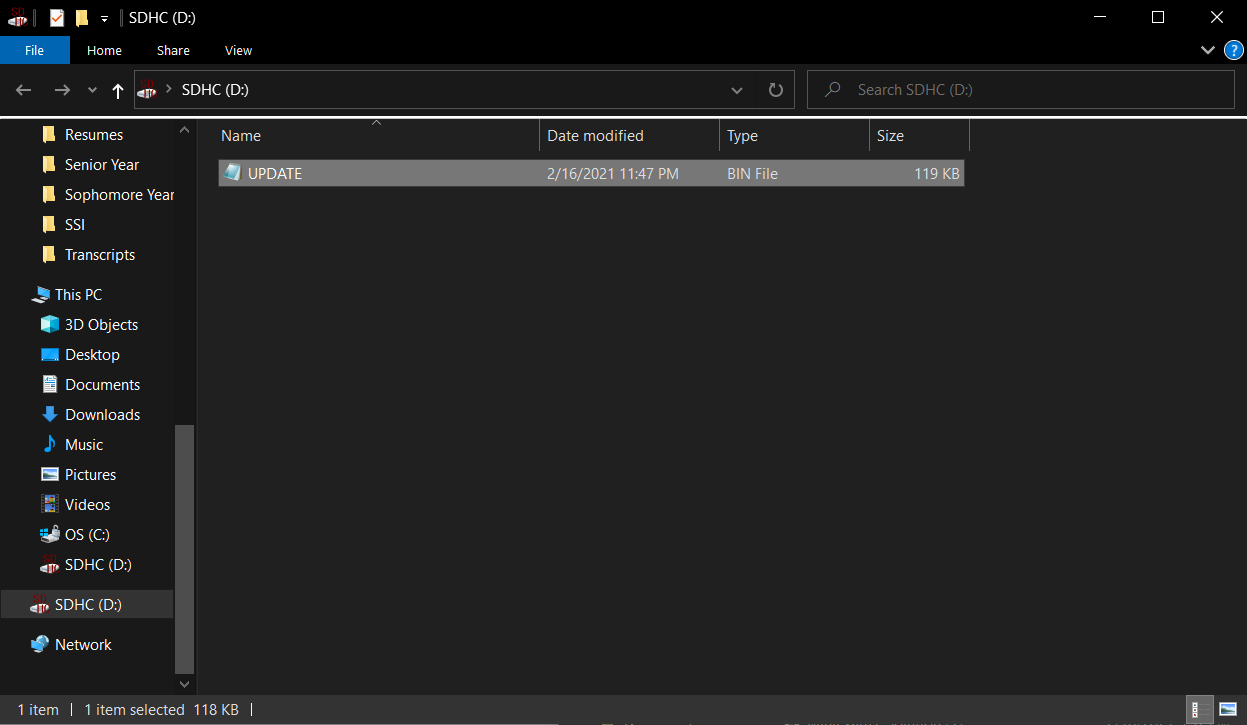 SDHC (D:)
File Home Share View
SDHC (D:)
Search SDHC (D:)
Name Date modified Type Size
UPDATE 2/16/2021 11:47 PM BIN File 119 KB
Resumes
Senior Year
Sophomore Year
SSI
Transcripts
This PC
3D Objects
Desktop
Documents
Downloads
Music
Pictures
Videos
OS (C:)
SDHC (D:)
SDHC (D:)
Network
1 item 1 item selected 118 KB